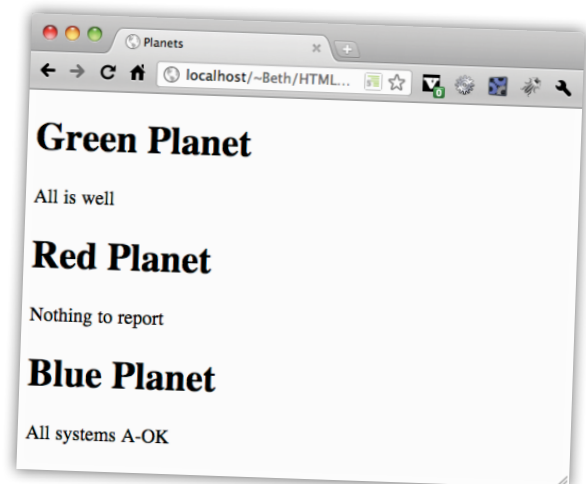 Planets
localhost/~Beth/HTML...
0
Green Planet
All is well
Red Planet
Nothing to report
Blue Planet
All systems A-OK